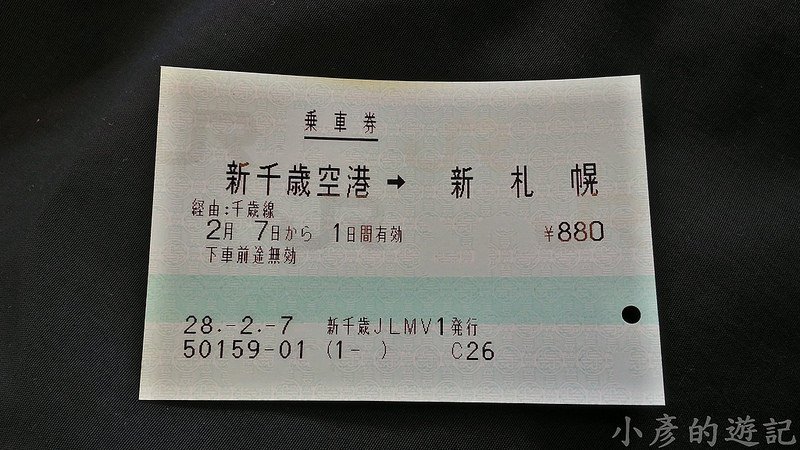 乗車券
新千歳空港 → 新札幌
経由:千歳線
2月 7日から 1日間有効 ¥880
下車前途無効
28.-2.-7 新千歳JLMV1発行
50159-01 (1- ) C26
小彥的遊記